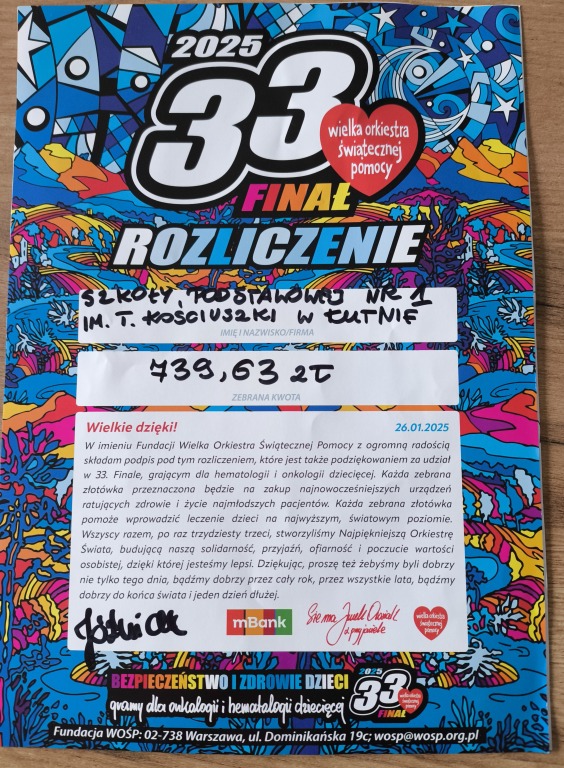 2025
33
wielka orkiestra
świątecznej
pomocy
FINAŁ
ROZLICZENIE
SZKOŁY PODSTAWOWEJ NR 1
IM. T. KOŚCIUSZKI W KUTNIE
IMIĘ I NAZWISKO/FIRMA
739,63 zł
ZEBRANA KWOTA
Wielkie dzięki! 26.01.2025
W imieniu Fundacji Wielka Orkiestra Świątecznej Pomocy z ogromną radością
składam podpis pod tym rozliczeniem, które jest także podziękowaniem za udział
w 33. Finale, grającym dla hematologii i onkologii dziecięcej. Każda zebrana
złotówka przeznaczona będzie na zakup najnowocześniejszych urządzeń
ratujących zdrowie i życie najmłodszych pacjentów. Każda zebrana złotówka
pomoże wprowadzić leczenie dzieci na najwyższym, światowym poziomie.
Wszyscy razem, po raz trzydziesty trzeci, stworzyliśmy Najpiękniejszą Orkiestrę
Świata, budującą naszą solidarność, przyjaźń, ofiarność i poczucie wartości
osobistej, dzięki której jesteśmy lepsi. Dziękując, proszę też żebyśmy byli dobrzy
nie tylko tego dnia, bądźmy dobrzy przez cały rok, przez wszystkie lata, bądźmy
dobrzy do końca świata i jeden dzień dłużej.
mBank
Siema Jurek Owsiak
z przyjaciele
wielka orkiestra
świątecznej
pomocy
BEZPIECZEŃSTWO I ZDROWIE DZIECI
gramy dla onkologii i hematologii dziecięcej
2025
33
FINAŁ
wielka orkiestra
świątecznej
pomocy
Fundacja WOŚP: 02-738 Warszawa, ul. Dominikańska 19c; wosp@wosp.org.pl